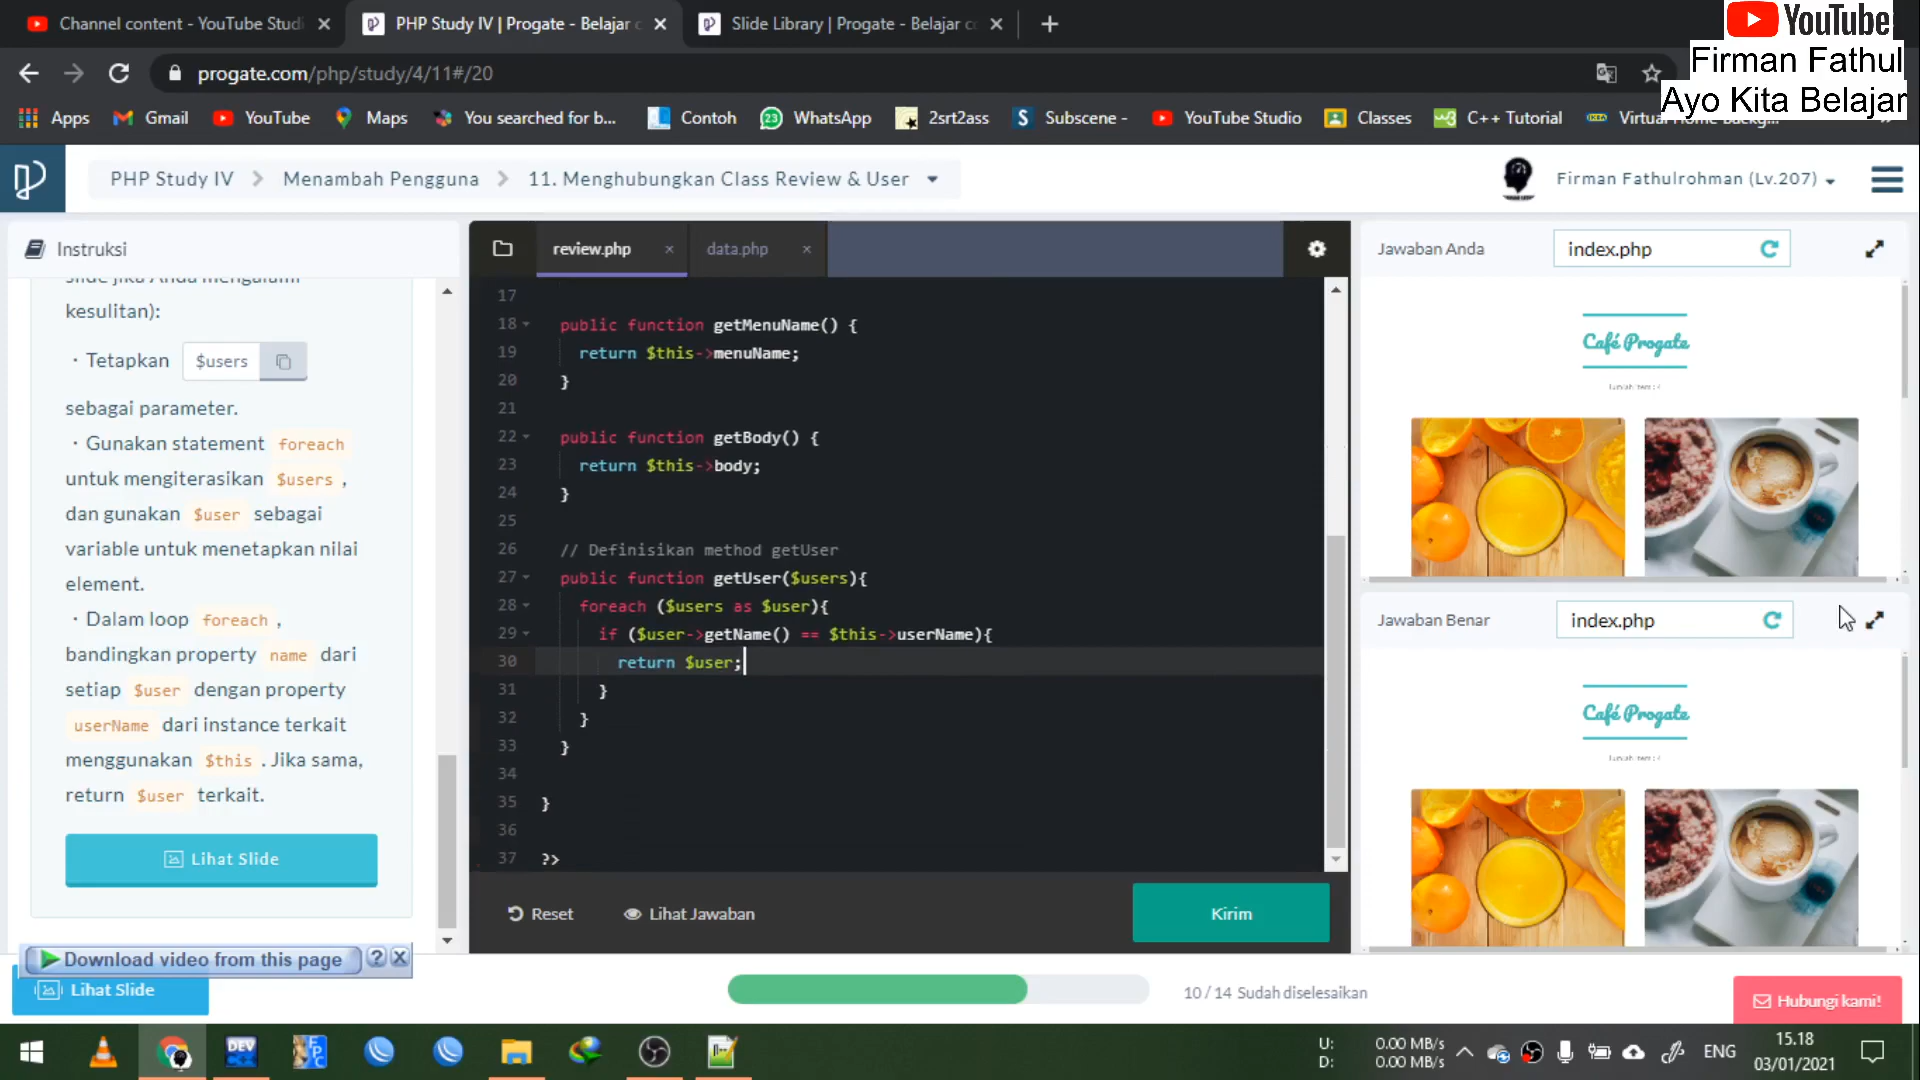 Channel content - YouTube Studi
PHP Study IV | Progate - Belajar c
Slide Library | Progate - Belajar co
YouTube
Firman Fathul
Ayo Kita Belajar
progate.com/php/study/4/11#/20
Apps
Gmail
YouTube
Maps
You searched for b...
Contoh
WhatsApp
2srt2ass
Subscene -
YouTube Studio
Classes
C++ Tutorial
Virtual Home Backg...
PHP Study IV
Menambah Pengguna
11. Menghubungkan Class Review & User
Firman Fathulrohman (Lv.207)
Instruksi
slide jika Anda mengalami
kesulitan):
· Tetapkan $users
sebagai parameter.
· Gunakan statement foreach
untuk mengiterasikan $users ,
dan gunakan $user sebagai
variable untuk menetapkan nilai
element.
· Dalam loop foreach ,
bandingkan property name dari
setiap $user dengan property
userName dari instance terkait
menggunakan $this . Jika sama,
return $user terkait.
Lihat Slide
Download video from this page
?
Lihat Slide
review.php
data.php
17
18 public function getMenuName() {
19 return $this->menuName;
20 }
21
22 public function getBody() {
23 return $this->body;
24 }
25
26 // Definisikan method getUser
27 public function getUser($users){
28 foreach ($users as $user){
29 if ($user->getName() == $this->userName){
30 return $user;
31 }
32 }
33 }
34
35 }
36
37 ?>
Reset
Lihat Jawaban
Kirim
10 / 14 Sudah diselesaikan
Jawaban Anda
index.php
Café Progate
Jawaban Benar
index.php
Café Progate
Hubungi kami!
DEV
U: 0.00 MB/s
D: 0.00 MB/s
ENG
15.18
03/01/2021